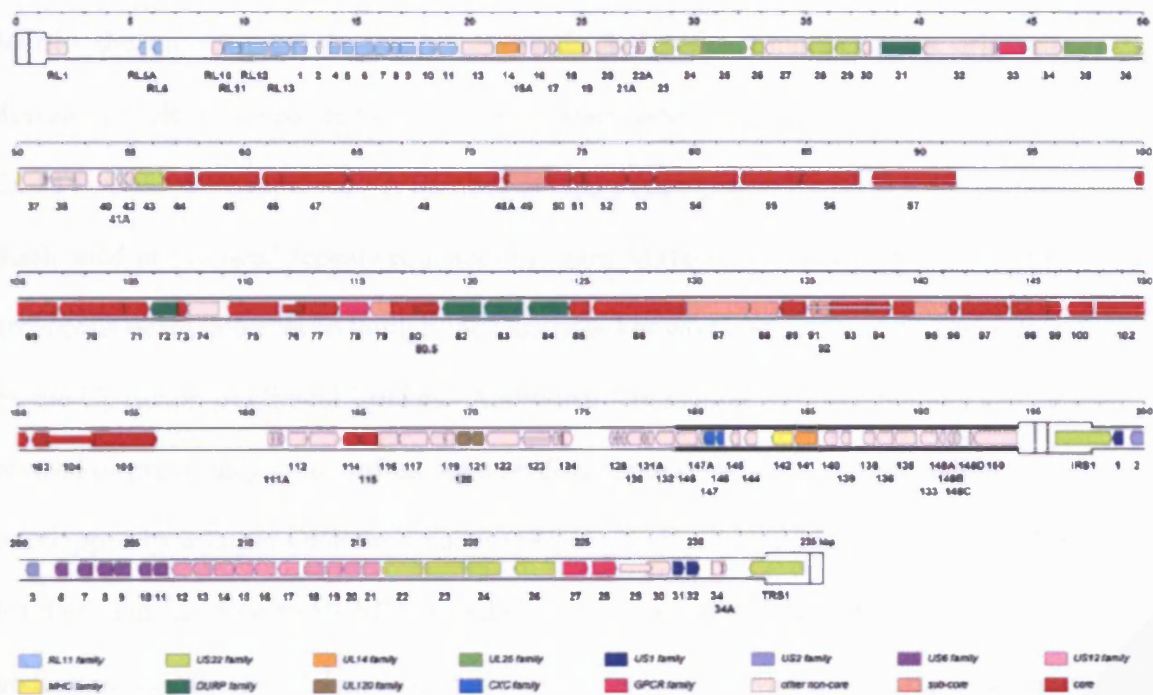 0 5 10 15 20 25 30 35 40 45 50
RL1 RL5A RL10 RL12 1 2 4 5 6 7 8 9 10 11 13 14 16 18 20 22A 24 25 26 27 28 29 30 31 32 33 34 35 36
RL6 RL11 RL13 15A 17 19 21A 23
50 55 60 65 70 75 80 85 90 95 100
37 38 40 42 43 44 45 46 47 48 48A 49 50 51 52 53 54 55 56 57
41A
100 105 110 115 120 125 130 135 140 145 150
69 70 71 72 73 74 75 76 77 78 79 80 82 83 84 85 86 87 88 89 91 93 94 95 96 97 98 99 100 102
80.5 92
150 155 160 165 170 175 180 185 190 195 200
103 104 105 112 114 116 117 119 121 122 123 124 128 131A 147A 146 142 141 140 138 148A 148D 150 IRS1 1 2
111A 115 120 130 132 145 146 144 139 136 148B
147 133 148C
200 205 210 215 220 225 230 235 kbp
3 6 7 8 9 10 11 12 13 14 15 16 17 18 19 20 21 22 23 24 26 27 28 29 30 31 32 34 TRS1
34A
RL11 family US22 family UL14 family UL25 family US1 family US2 family US6 family US12 family
MHC family DURP family UL120 family CXC family GPCR family other non-core sub-core core